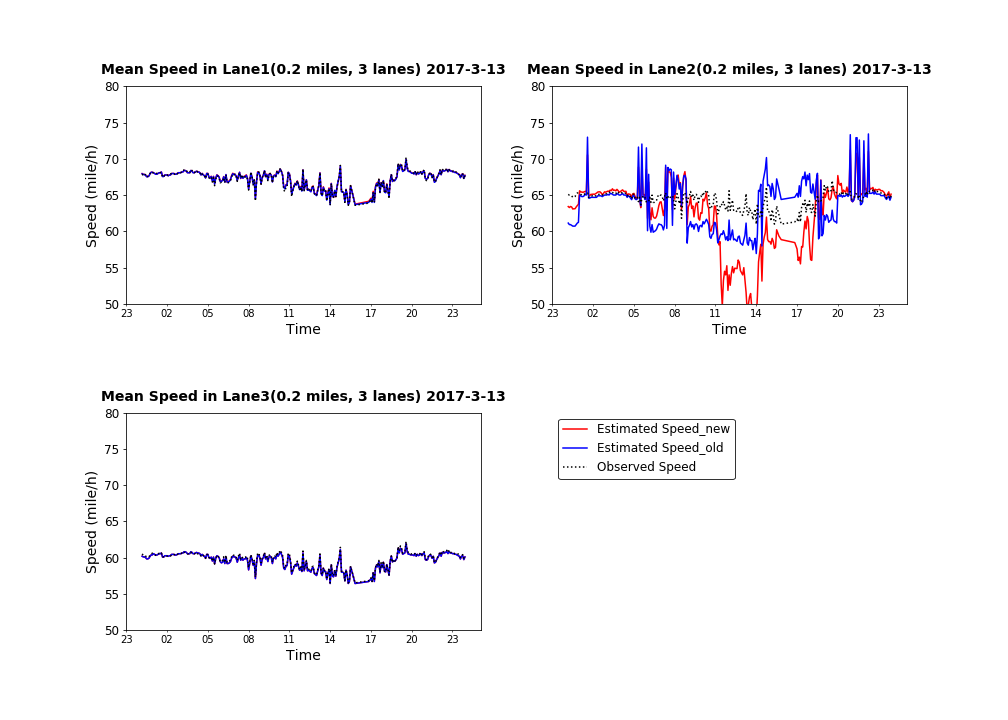 Mean Speed in Lane1(0.2 miles, 3 lanes) 2017-3-13
80
75
70
65
60
55
50
Speed (mile/h)
23 02 05 08 11 14 17 20 23
Time
Mean Speed in Lane2(0.2 miles, 3 lanes) 2017-3-13
80
75
70
65
60
55
50
Speed (mile/h)
23 02 05 08 11 14 17 20 23
Time
Mean Speed in Lane3(0.2 miles, 3 lanes) 2017-3-13
80
75
70
65
60
55
50
Speed (mile/h)
23 02 05 08 11 14 17 20 23
Time
Estimated Speed_new
Estimated Speed_old
Observed Speed